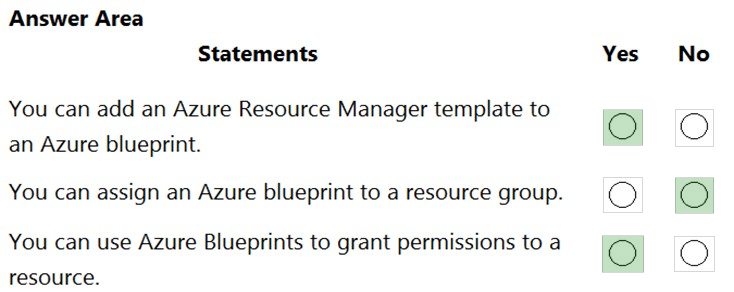 Answer Area
Statements Yes No
You can add an Azure Resource Manager template to
an Azure blueprint.
You can assign an Azure blueprint to a resource group.
You can use Azure Blueprints to grant permissions to a
resource.